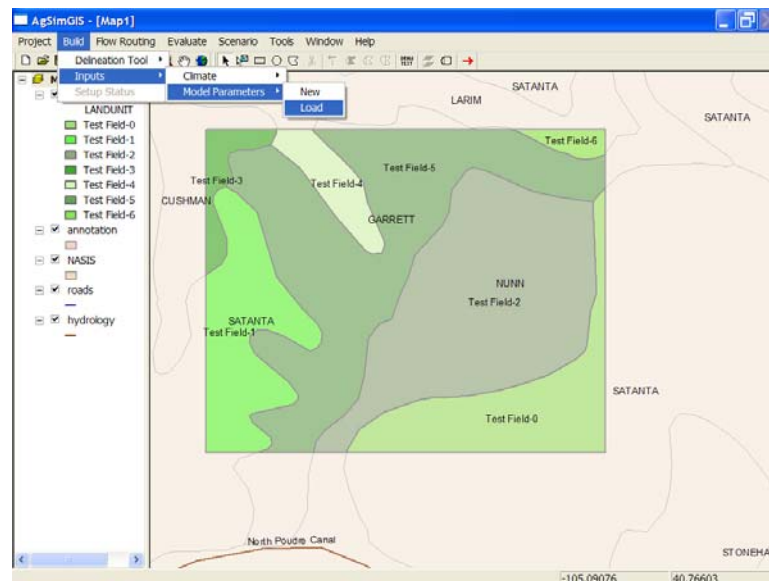 AgSimGIS - [Map1]
Project Build Flow Routing Evaluate Scenario Tools Window Help
Delineation Tool
Inputs
Setup Status
Climate
Model Parameters
New
Load
LANDUNIT
Test Field-0
Test Field-1
Test Field-2
Test Field-3
Test Field-4
Test Field-5
Test Field-6
annotation
NASIS
roads
hydrology
SATANTA
LARIM
SATANTA
Test Field-6
Test Field-5
Test Field-3
Test Field-4
CUSHMAN
GARRETT
NUNN
Test Field-2
SATANTA
Test Field-1
SATANTA
Test Field-0
North Poudre Canal
STONEHA
-105.09076 40.76603